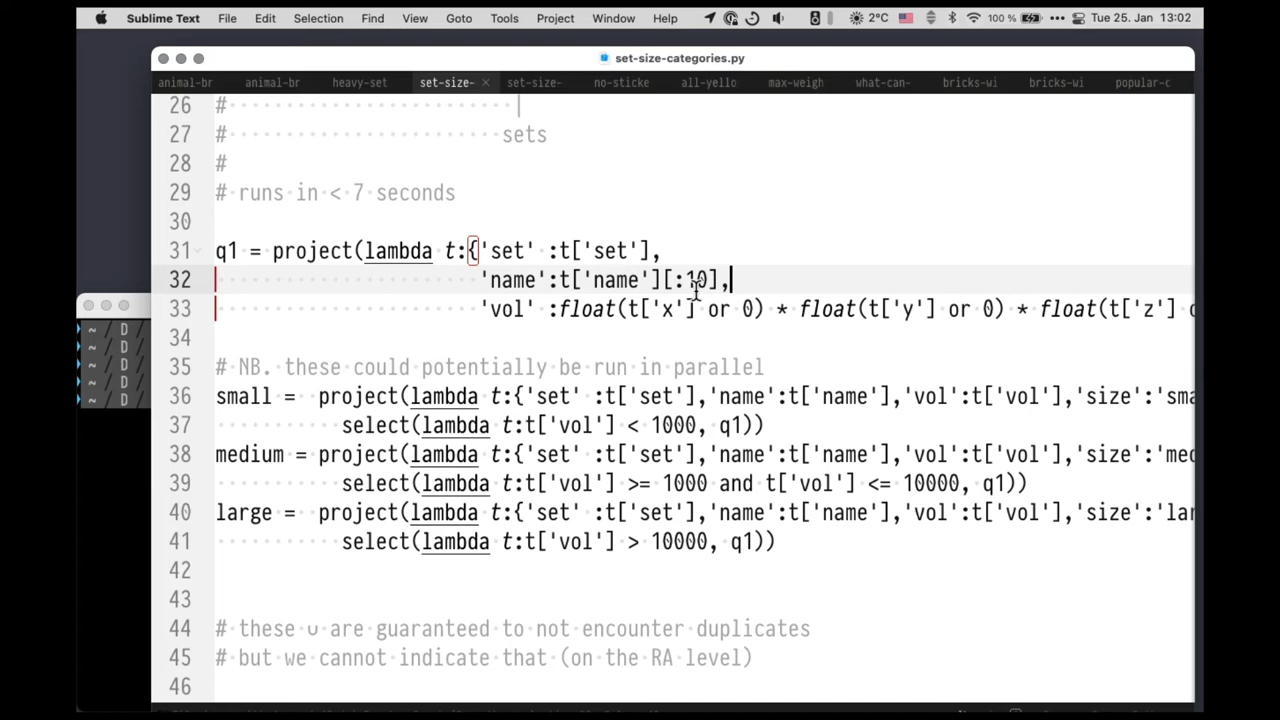 Sublime Text File Edit Selection Find View Goto Tools Project Window Help 2°C 100 % Tue 25. Jan 13:02
set-size-categories.py
animal-br animal-br heavy-set set-size- × set-size- no-sticke all-yello max-weigh what-can- bricks-wi bricks-wi popular-c
26 # |
27 # sets
28 #
29 # runs in < 7 seconds
30
31 q1 = project(lambda t:{'set' :t['set'],
32 'name':t['name'][:10],
33 'vol' :float(t['x'] or 0) * float(t['y'] or 0) * float(t['z'] o
34
35 # NB. these could potentially be run in parallel
36 small = project(lambda t:{'set' :t['set'],'name':t['name'],'vol':t['vol'],'size':'sma
37 select(lambda t:t['vol'] < 1000, q1))
38 medium = project(lambda t:{'set' :t['set'],'name':t['name'],'vol':t['vol'],'size':'med
39 select(lambda t:t['vol'] >= 1000 and t['vol'] <= 10000, q1))
40 large = project(lambda t:{'set' :t['set'],'name':t['name'],'vol':t['vol'],'size':'lar
41 select(lambda t:t['vol'] > 10000, q1))
42
43
44 # these ∪ are guaranteed to not encounter duplicates
45 # but we cannot indicate that (on the RA level)
46
~ / D /
~ / D /
~ / D /
~ / D /
~ / D /